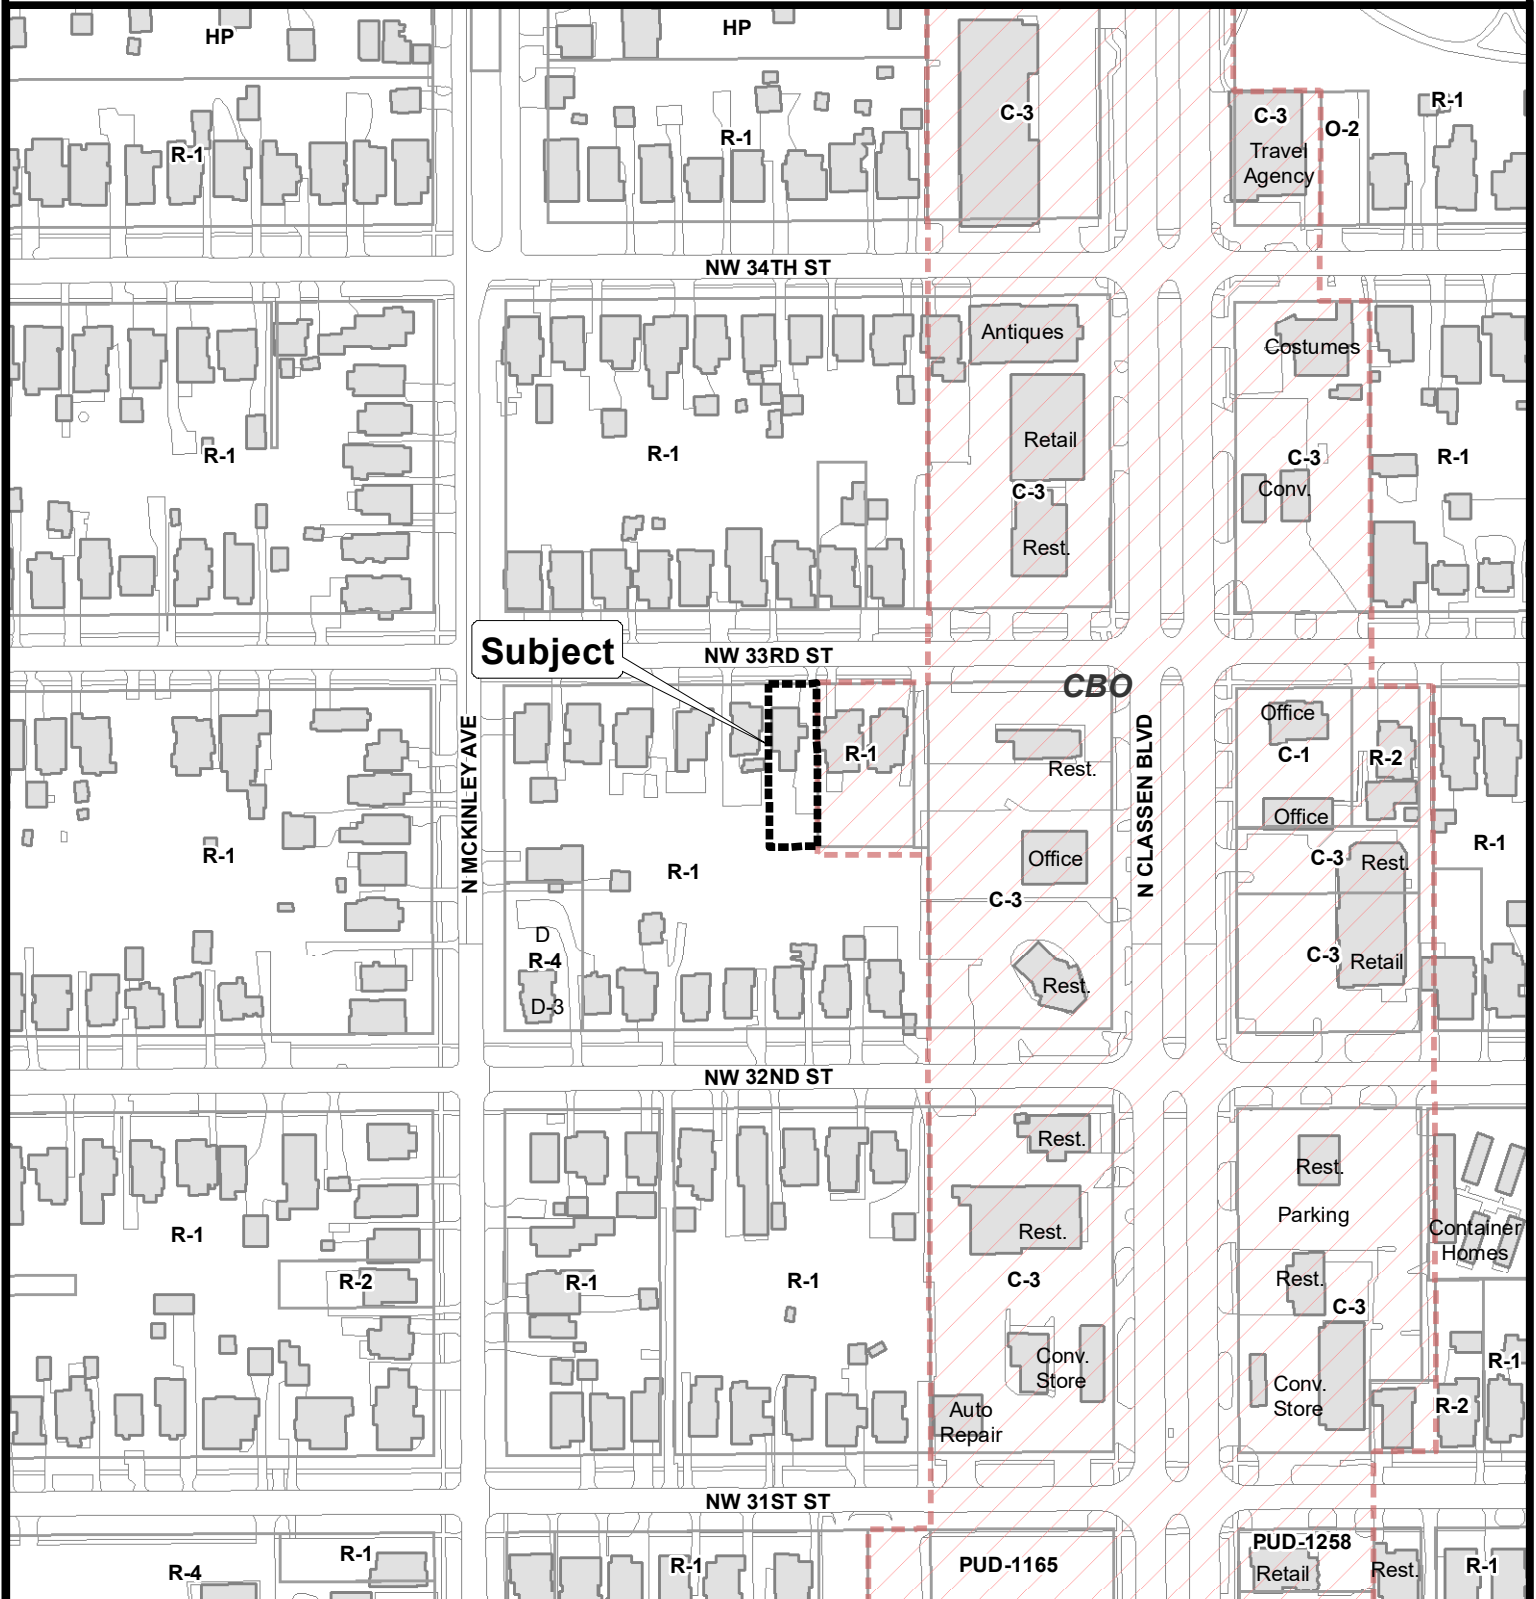 HP
HP
C-3
C-3
Travel
Agency
O-2
R-1
R-1
R-1
NW 34TH ST
Antiques
Costumes
Retail
R-1
R-1
C-3
R-1
Conv.
C-3
Rest.
Subject
NW 33RD ST
CBO
N MCKINLEY AVE
N CLASSEN BLVD
R-1
Rest.
Office
C-1
R-2
Office
R-1
R-1
Office
C-3
Rest.
R-1
R-1
C-3
D
R-4
D-3
Rest.
C-3
Retail
NW 32ND ST
Rest.
Rest.
Parking
Container
Homes
R-1
Rest.
R-2
R-1
R-1
C-3
Rest.
C-3
Conv.
Store
R-1
Conv.
Store
R-2
Auto
Repair
NW 31ST ST
R-4
R-1
R-1
PUD-1165
PUD-1258
Retail
Rest.
R-1